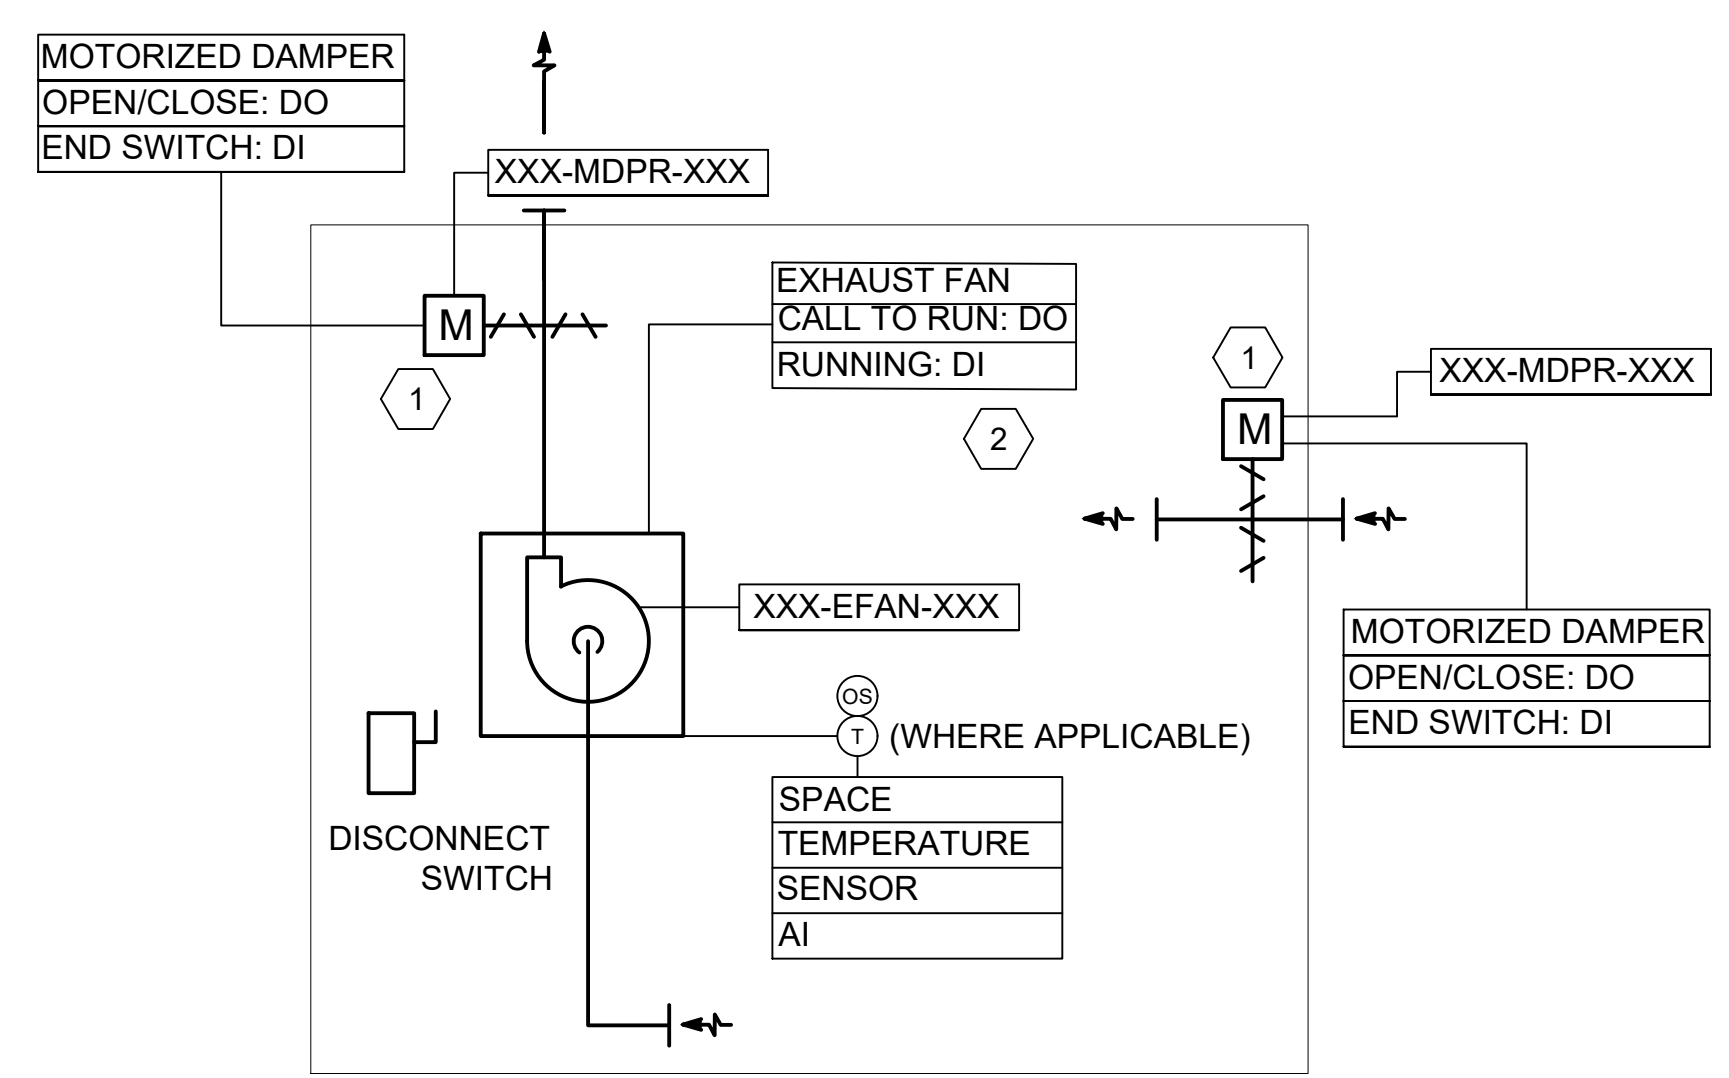 MOTORIZED DAMPER
OPEN/CLOSE: DO
END SWITCH: DI
XXX-MDPR-XXX
M
1
EXHAUST FAN
CALL TO RUN: DO
RUNNING: DI
2
1
M
XXX-MDPR-XXX
MOTORIZED DAMPER
OPEN/CLOSE: DO
END SWITCH: DI
XXX-EFAN-XXX
OS
T (WHERE APPLICABLE)
SPACE
TEMPERATURE
SENSOR
AI
DISCONNECT
SWITCH